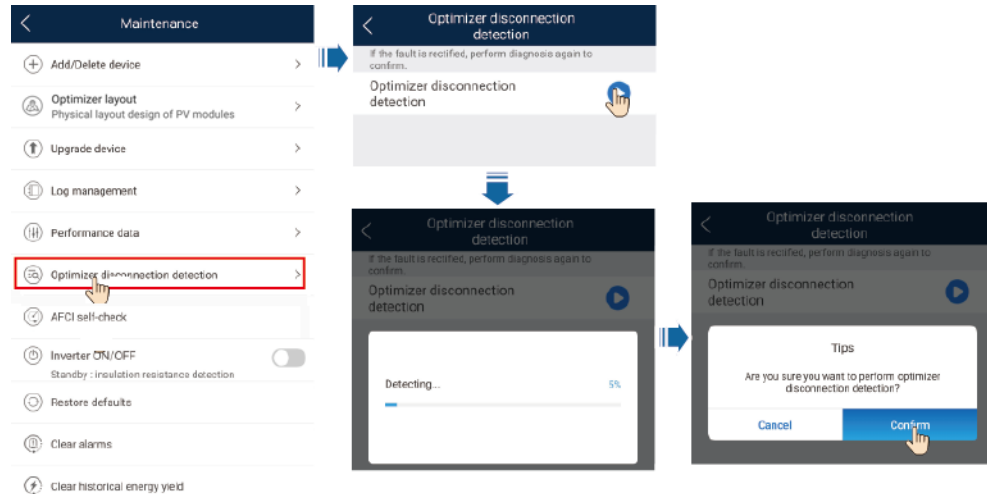 Maintenance
Add/Delete device
Optimizer layout
Physical layout design of PV modules
Upgrade device
Log management
Performance data
Optimizer disconnection detection
AFCI self-check
Inverter ON/OFF
Standby : insulation resistance detection
Restore defaults
Clear alarms
Clear historical energy yield
Optimizer disconnection
detection
If the fault is rectified, perform diagnosis again to
confirm.
Optimizer disconnection
detection
Optimizer disconnection
detection
If the fault is rectified, perform diagnosis again to
confirm.
Optimizer disconnection
detection
Detecting... 5%
Optimizer disconnection
detection
If the fault is rectified, perform diagnosis again to
confirm.
Optimizer disconnection
detection
Tips
Are you sure you want to perform optimizer
disconnection detection?
Cancel Confirm